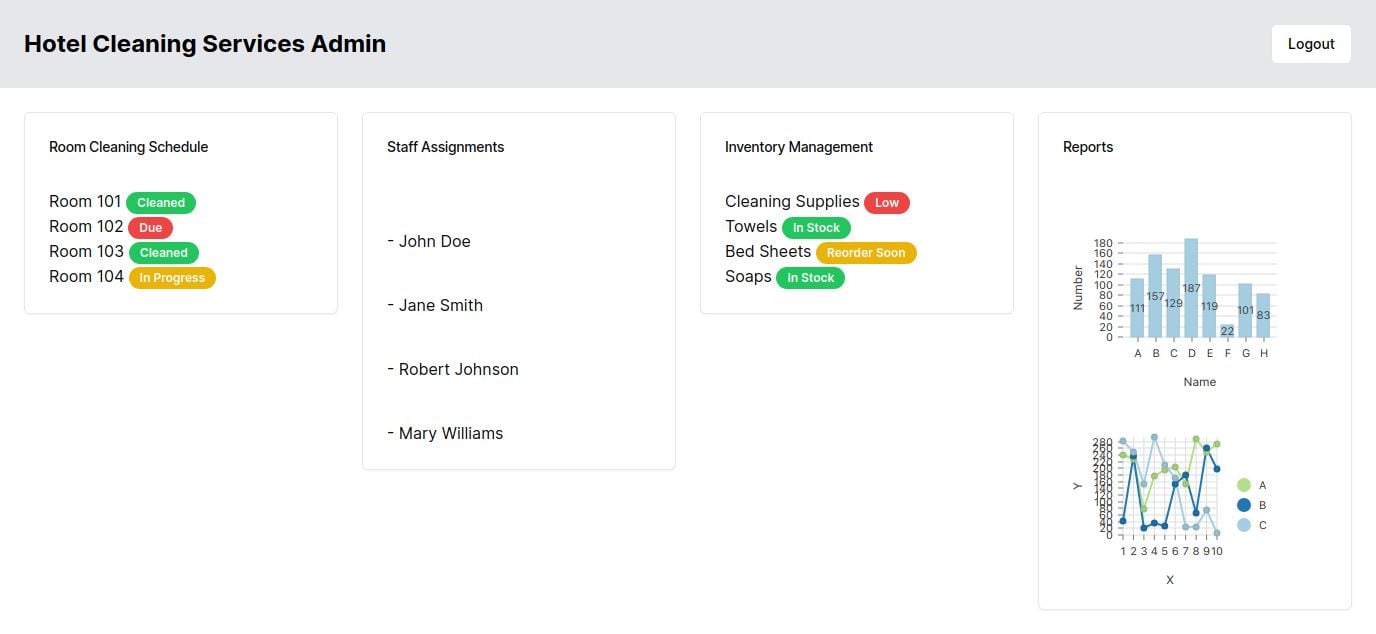 Hotel Cleaning Services Admin
Logout
Room Cleaning Schedule
Room 101 Cleaned
Room 102 Due
Room 103 Cleaned
Room 104 In Progress
Staff Assignments
- John Doe
- Jane Smith
- Robert Johnson
- Mary Williams
Inventory Management
Cleaning Supplies Low
Towels In Stock
Bed Sheets Reorder Soon
Soaps In Stock
Reports
Number
180
160
140
120
100
80
60
40
20
0
111 157 129 187 119 22 101 83
A B C D E F G H
Name
Y
280
260
240
220
200
180
160
140
120
100
80
60
40
20
0
1 2 3 4 5 6 7 8 9 10
X
A
B
C